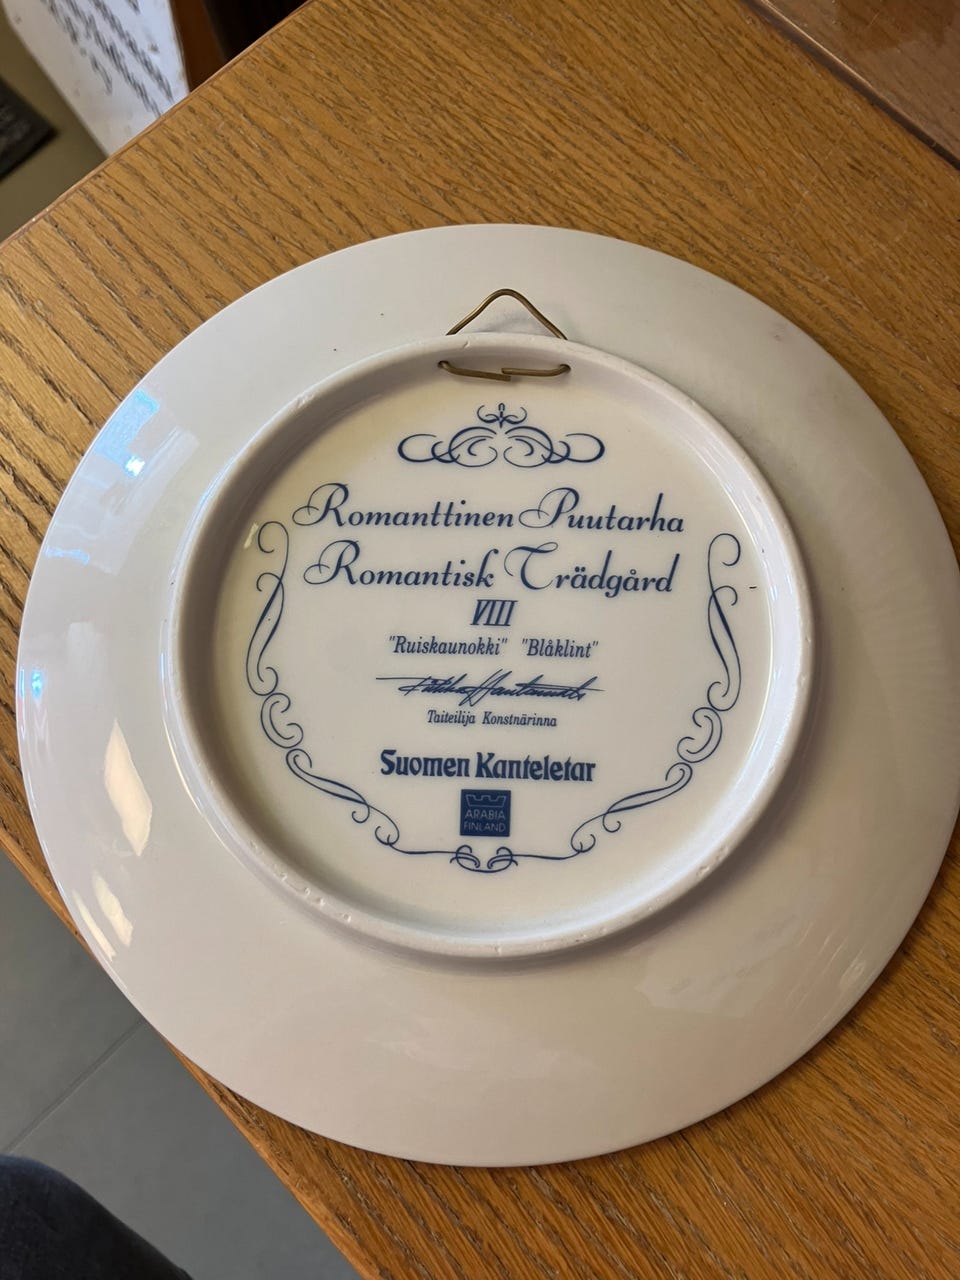 Romanttinen Puutarha
Romantisk Trädgård
VIII
"Ruiskaunokki" "Blåklint"
Taiteilija Konstnärinna
Suomen Kanteletar
ARABIA
FINLAND